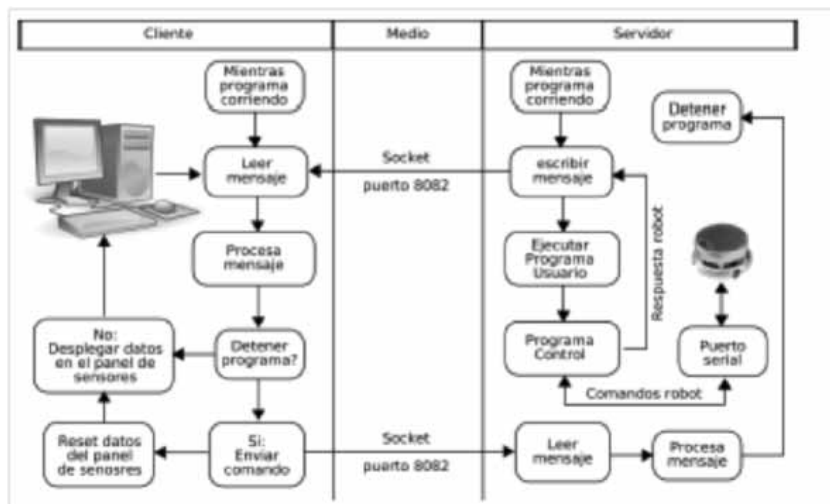 Cliente
Medio
Servidor
Mientras
programa
corriendo
Leer
mensaje
Procesa
mensaje
Detener
programa?
No:
Desplegar datos
en el panel de
sensores
Si:
Enviar
comando
Reset datos
del panel
de senosres
Socket
puerto 8082
Socket
puerto 8082
Mientras
programa
corriendo
escribir
mensaje
Ejecutar
Programa
Usuario
Programa
Control
Respuesta robot
Comandos robot
Puerto
serial
Leer
mensaje
Procesa
mensaje
Detener
programa